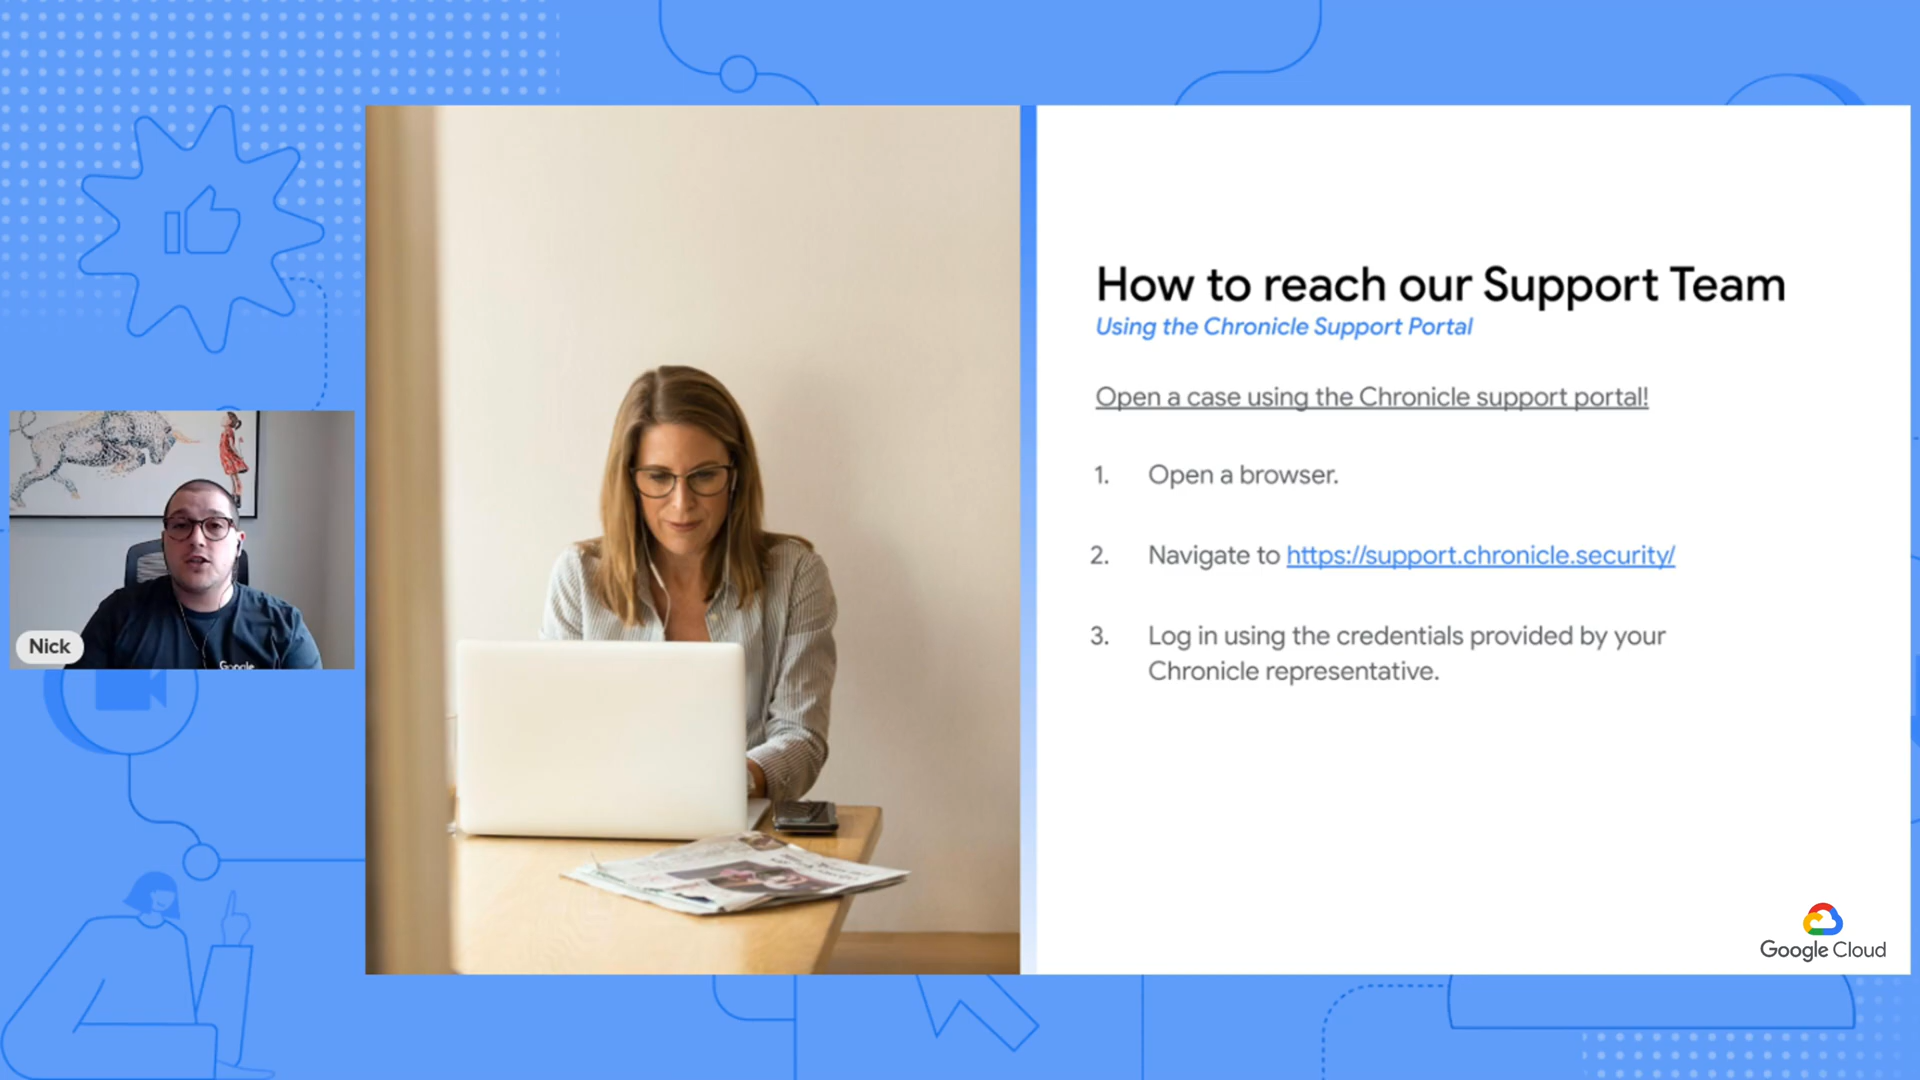 How to reach our Support Team
Using the Chronicle Support Portal
Open a case using the Chronicle support portal!
1. Open a browser.
2. Navigate to https://support.chronicle.security/
3. Log in using the credentials provided by your
Chronicle representative.
Nick
Google
Google Cloud